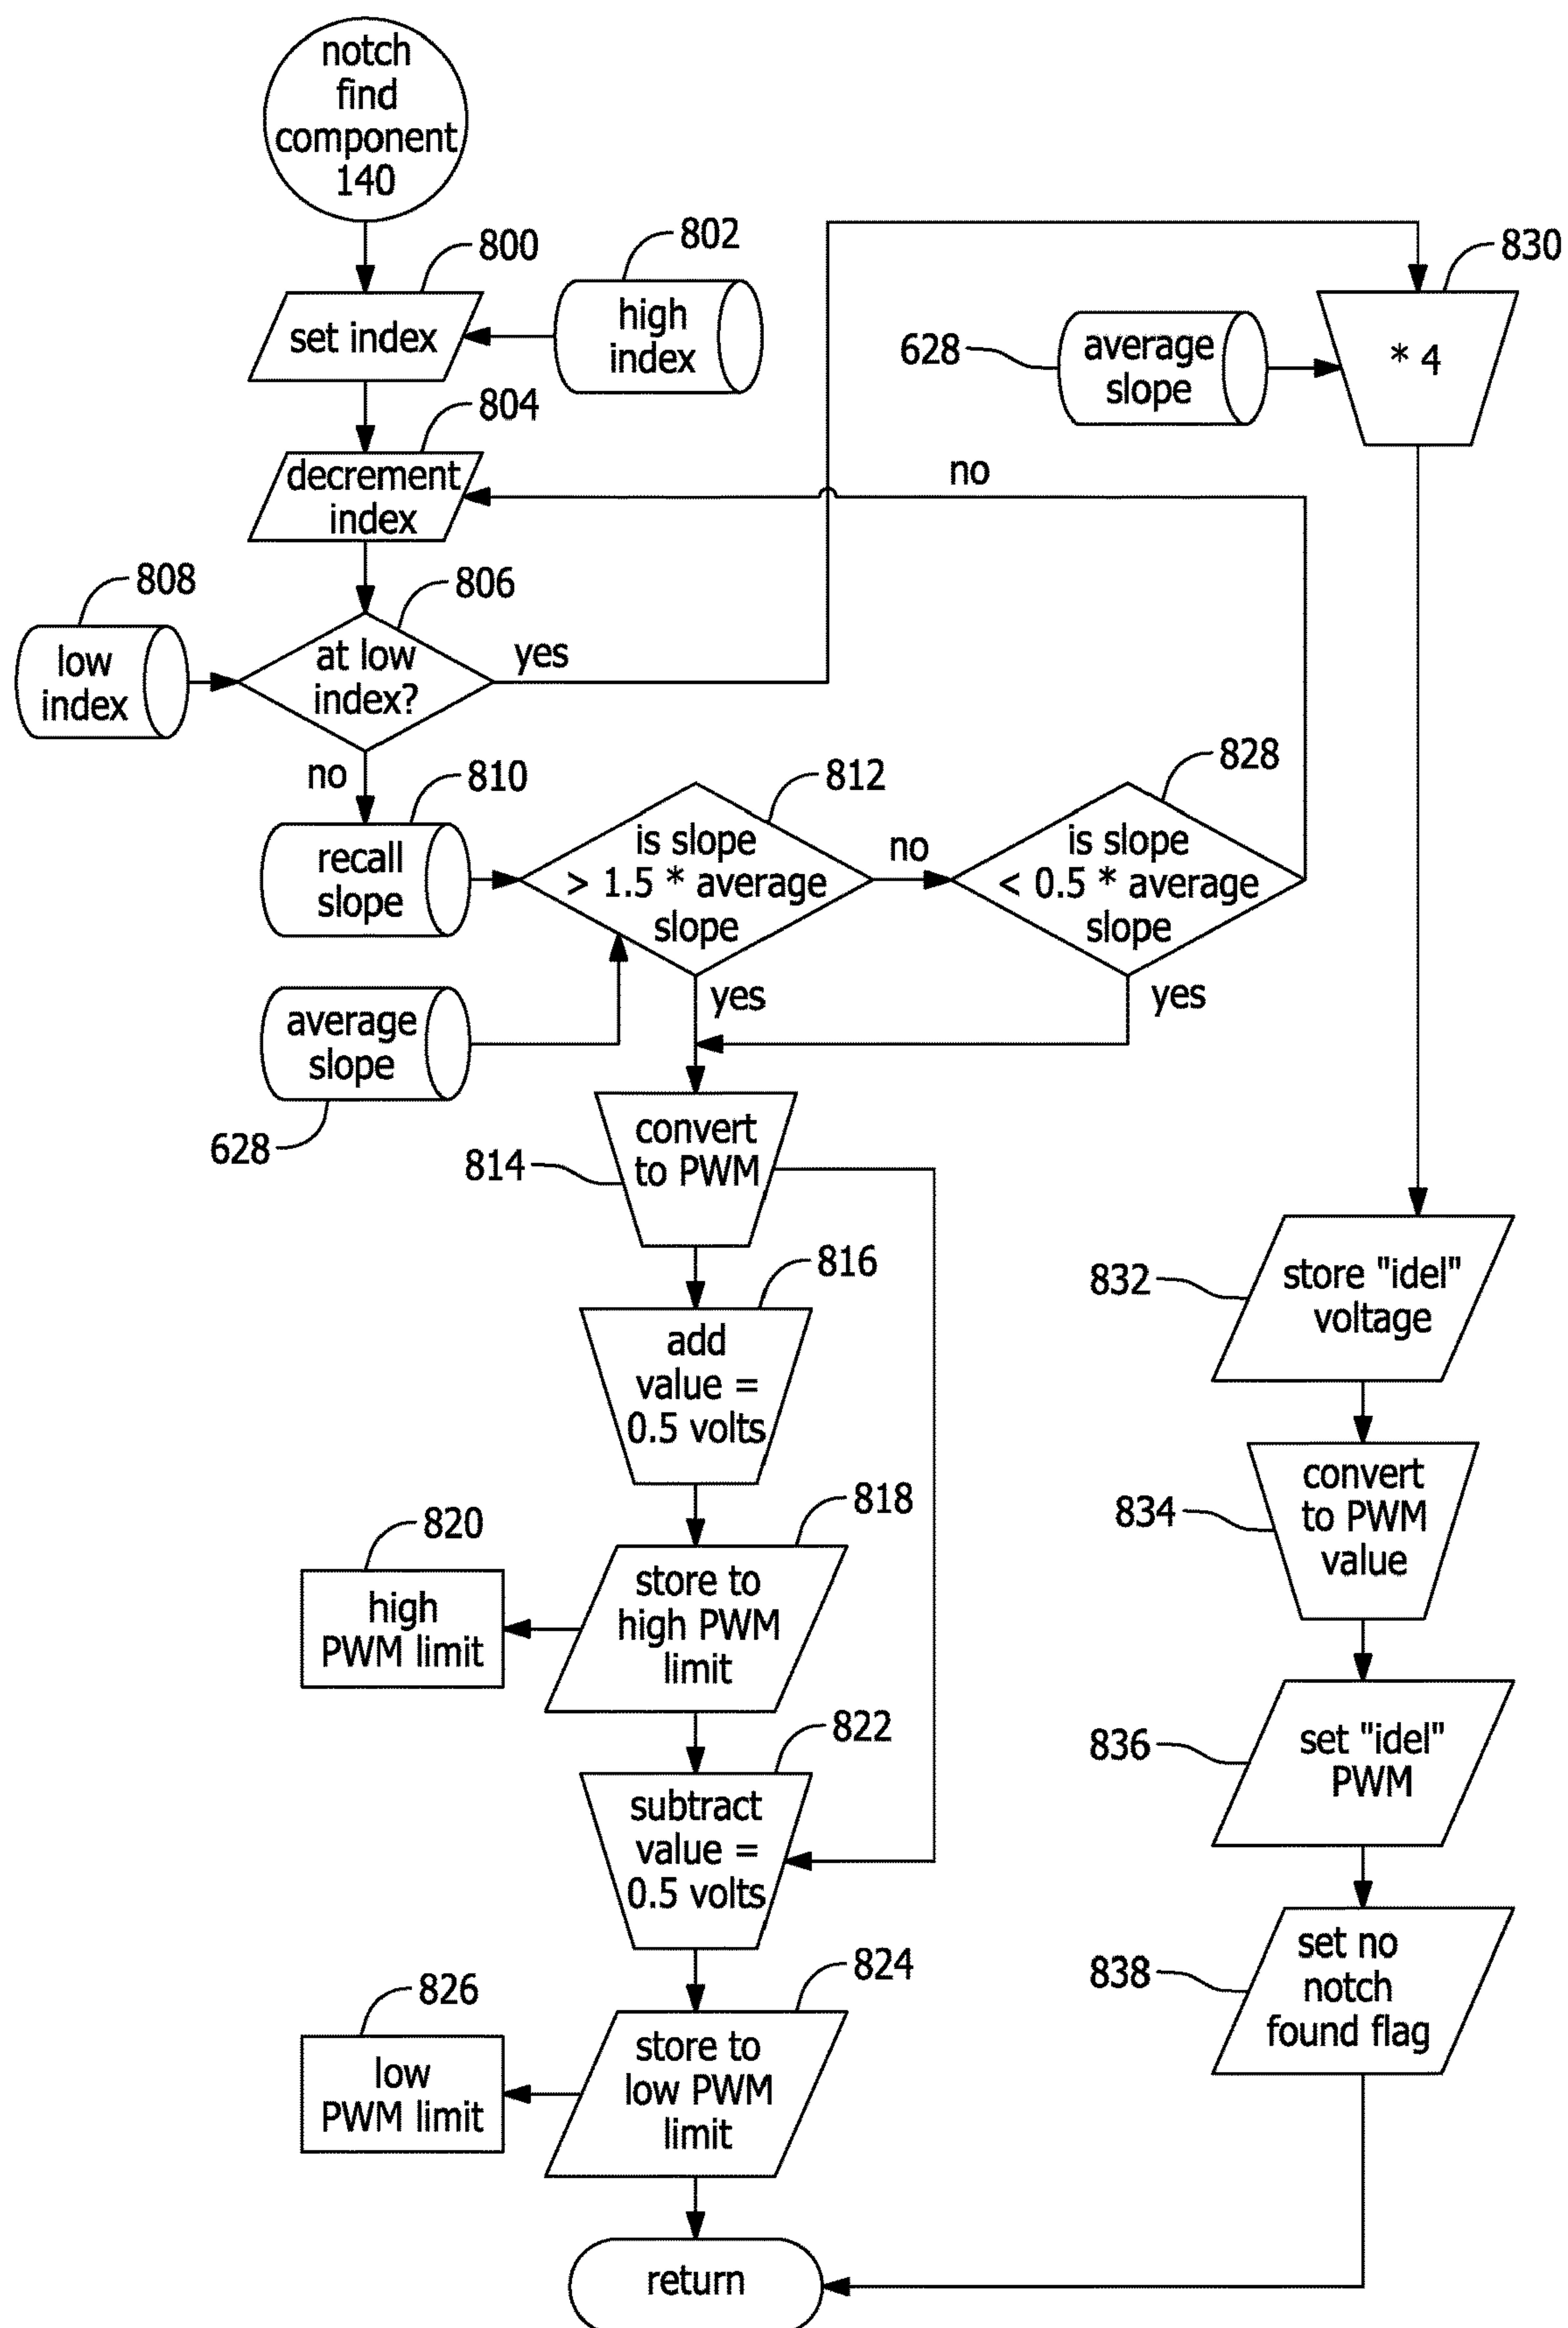 notch
find
component
140
800
802
set index
high
index
830
628
average
slope
* 4
804
decrement
index
no
808
806
low
index
at low
index?
yes
no
810
812
828
recall
slope
is slope
> 1.5 * average
slope
no
is slope
< 0.5 * average
slope
yes
yes
average
slope
628
814
convert
to PWM
816
add
value =
0.5 volts
832
store "idel"
voltage
818
820
store to
high PWM
limit
high
PWM limit
834
convert
to PWM
value
822
subtract
value =
0.5 volts
836
set "idel"
PWM
824
826
store to
low PWM
limit
low
PWM limit
838
set no
notch
found flag
return